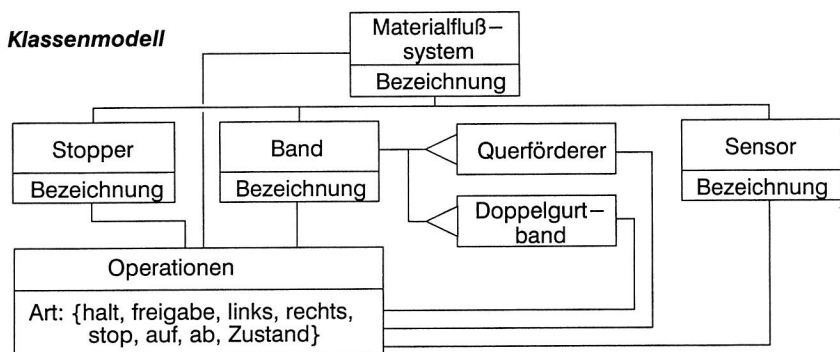 Klassenmodell
Materialfluß–
system
Bezeichnung
Stopper
Bezeichnung
Band
Bezeichnung
Querförderer
Doppelgurt–
band
Sensor
Bezeichnung
Operationen
Art: {halt, freigabe, links, rechts,
stop, auf, ab, Zustand}